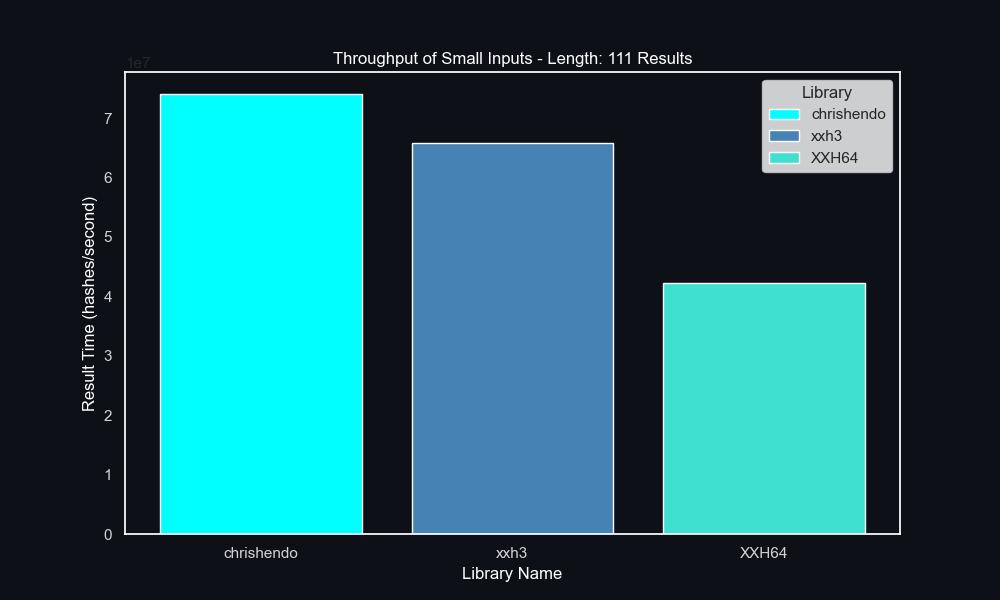 Throughput of Small Inputs - Length: 111 Results
1e7
Library
chrishendo
xxh3
XXH64
7
6
5
4
3
2
1
0
Result Time (hashes/second)
chrishendo xxh3 XXH64
Library Name